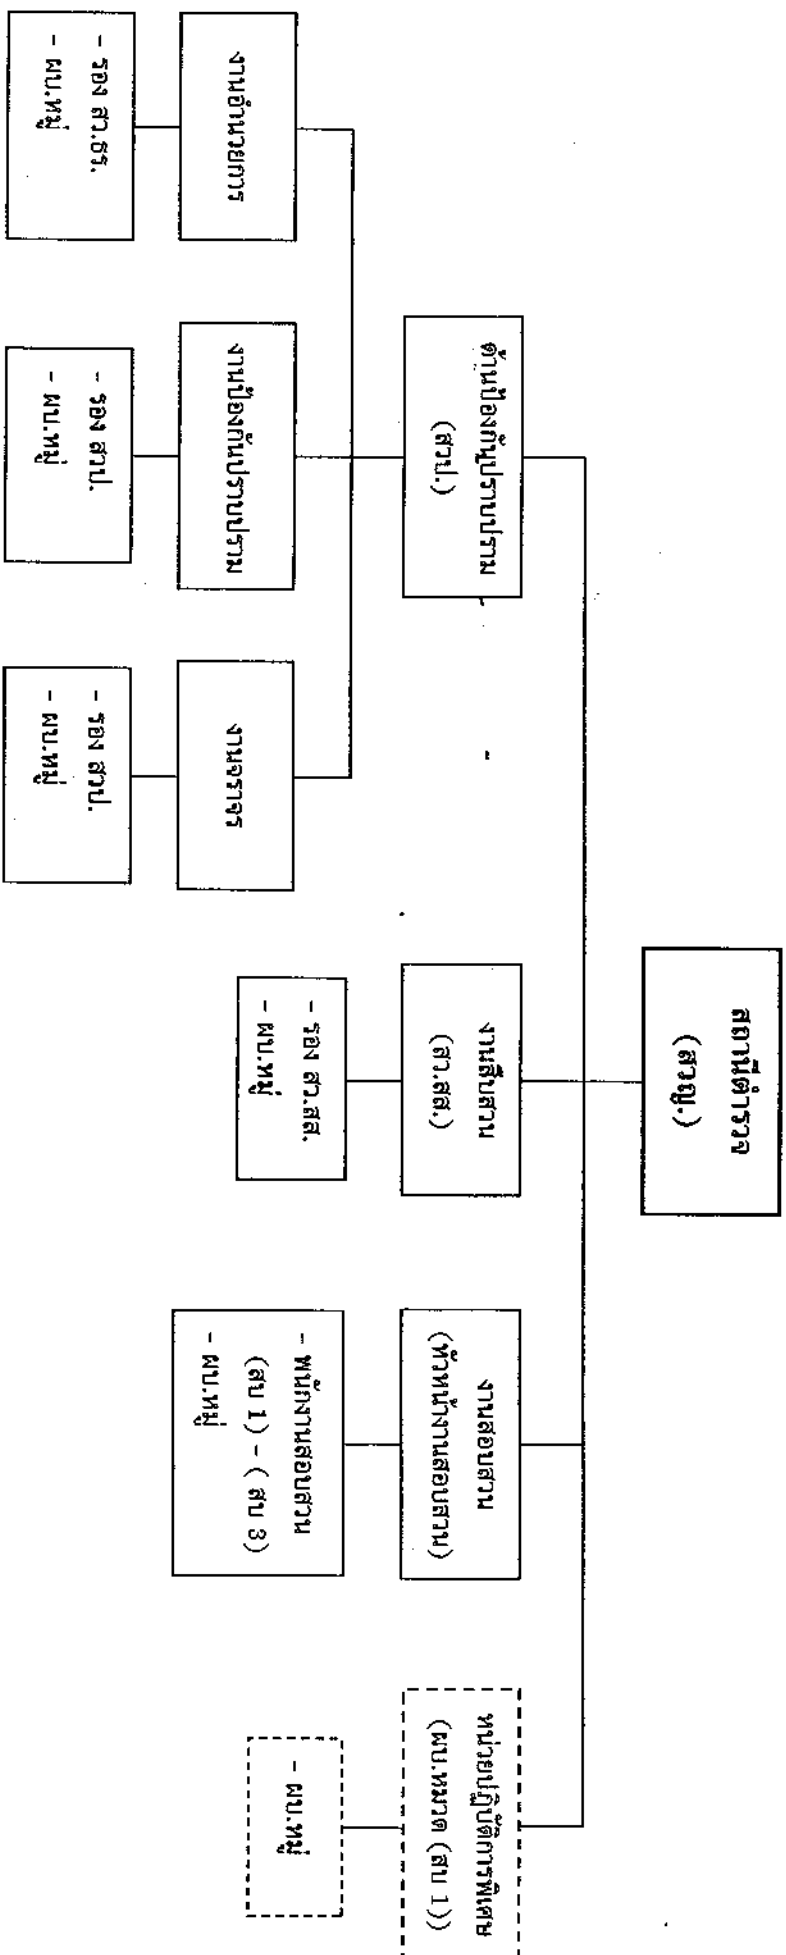 สถานีตำรวจ
(สวญ.)
ด้านป้องกันปราบปราม
(สวป.)
งานสืบสวน
(สว.สส.)
งานสอบสวน
(หัวหน้างานสอบสวน)
หน่วยปฏิบัติการพิเศษ
(ผบ.หมวด (สบ 1))
งานอำนวยการ
งานป้องกันปราบปราม
งานจราจร
- รอง สว.สส.
- ผบ.หมู่
- พนักงานสอบสวน
(สบ 1) - ( สบ 3)
- ผบ.หมู่
- ผบ.หมู่
- รอง สว.ธร.
- ผบ.หมู่
- รอง สวป.
- ผบ.หมู่
- รอง สวป.
- ผบ.หมู่